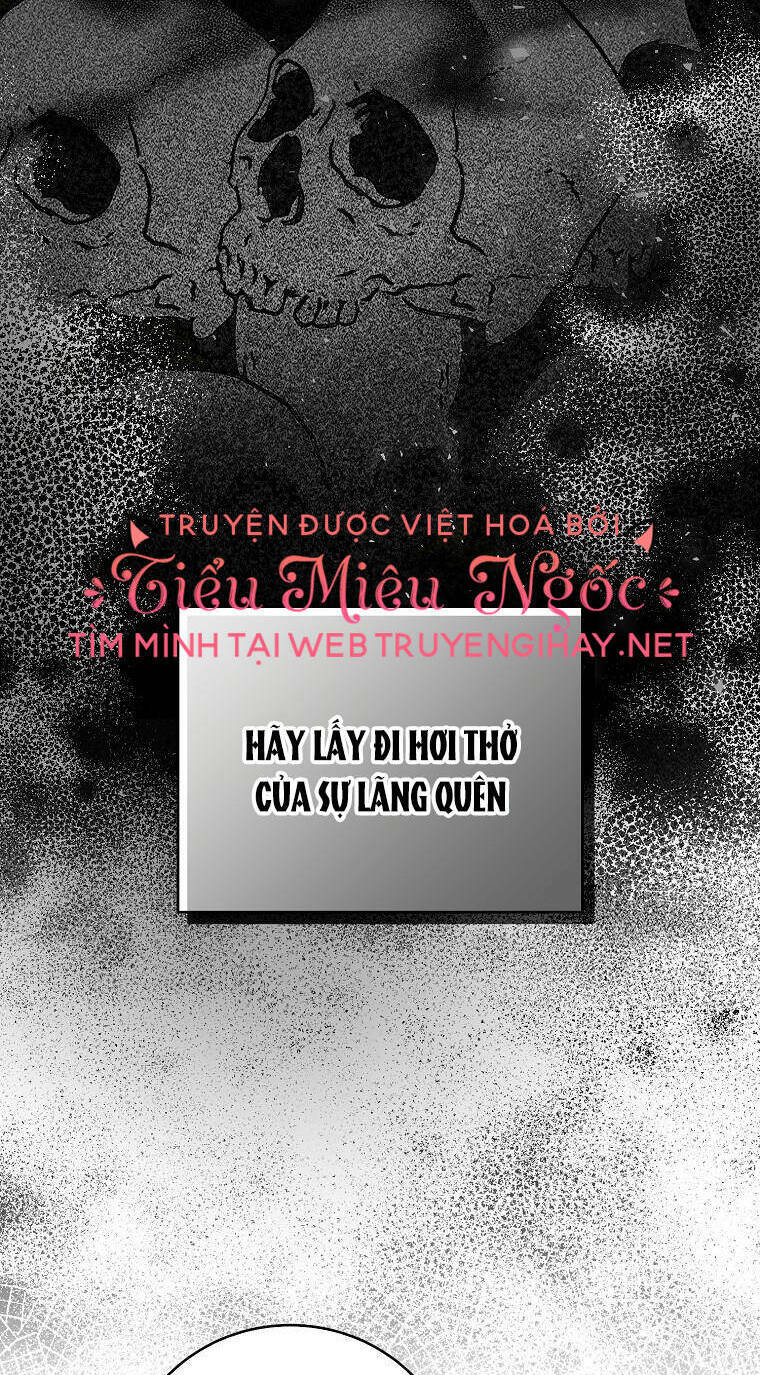 TRUYỆN ĐƯỢC VIỆT HOÁ BỞI
Tiểu Miêu Ngốc
TÌM MÌNH TẠI WEB TRUYENGIHAY.NET
HÃY LẤY ĐI HƠI THỞ
CỦA SỰ LÃNG QUÊN